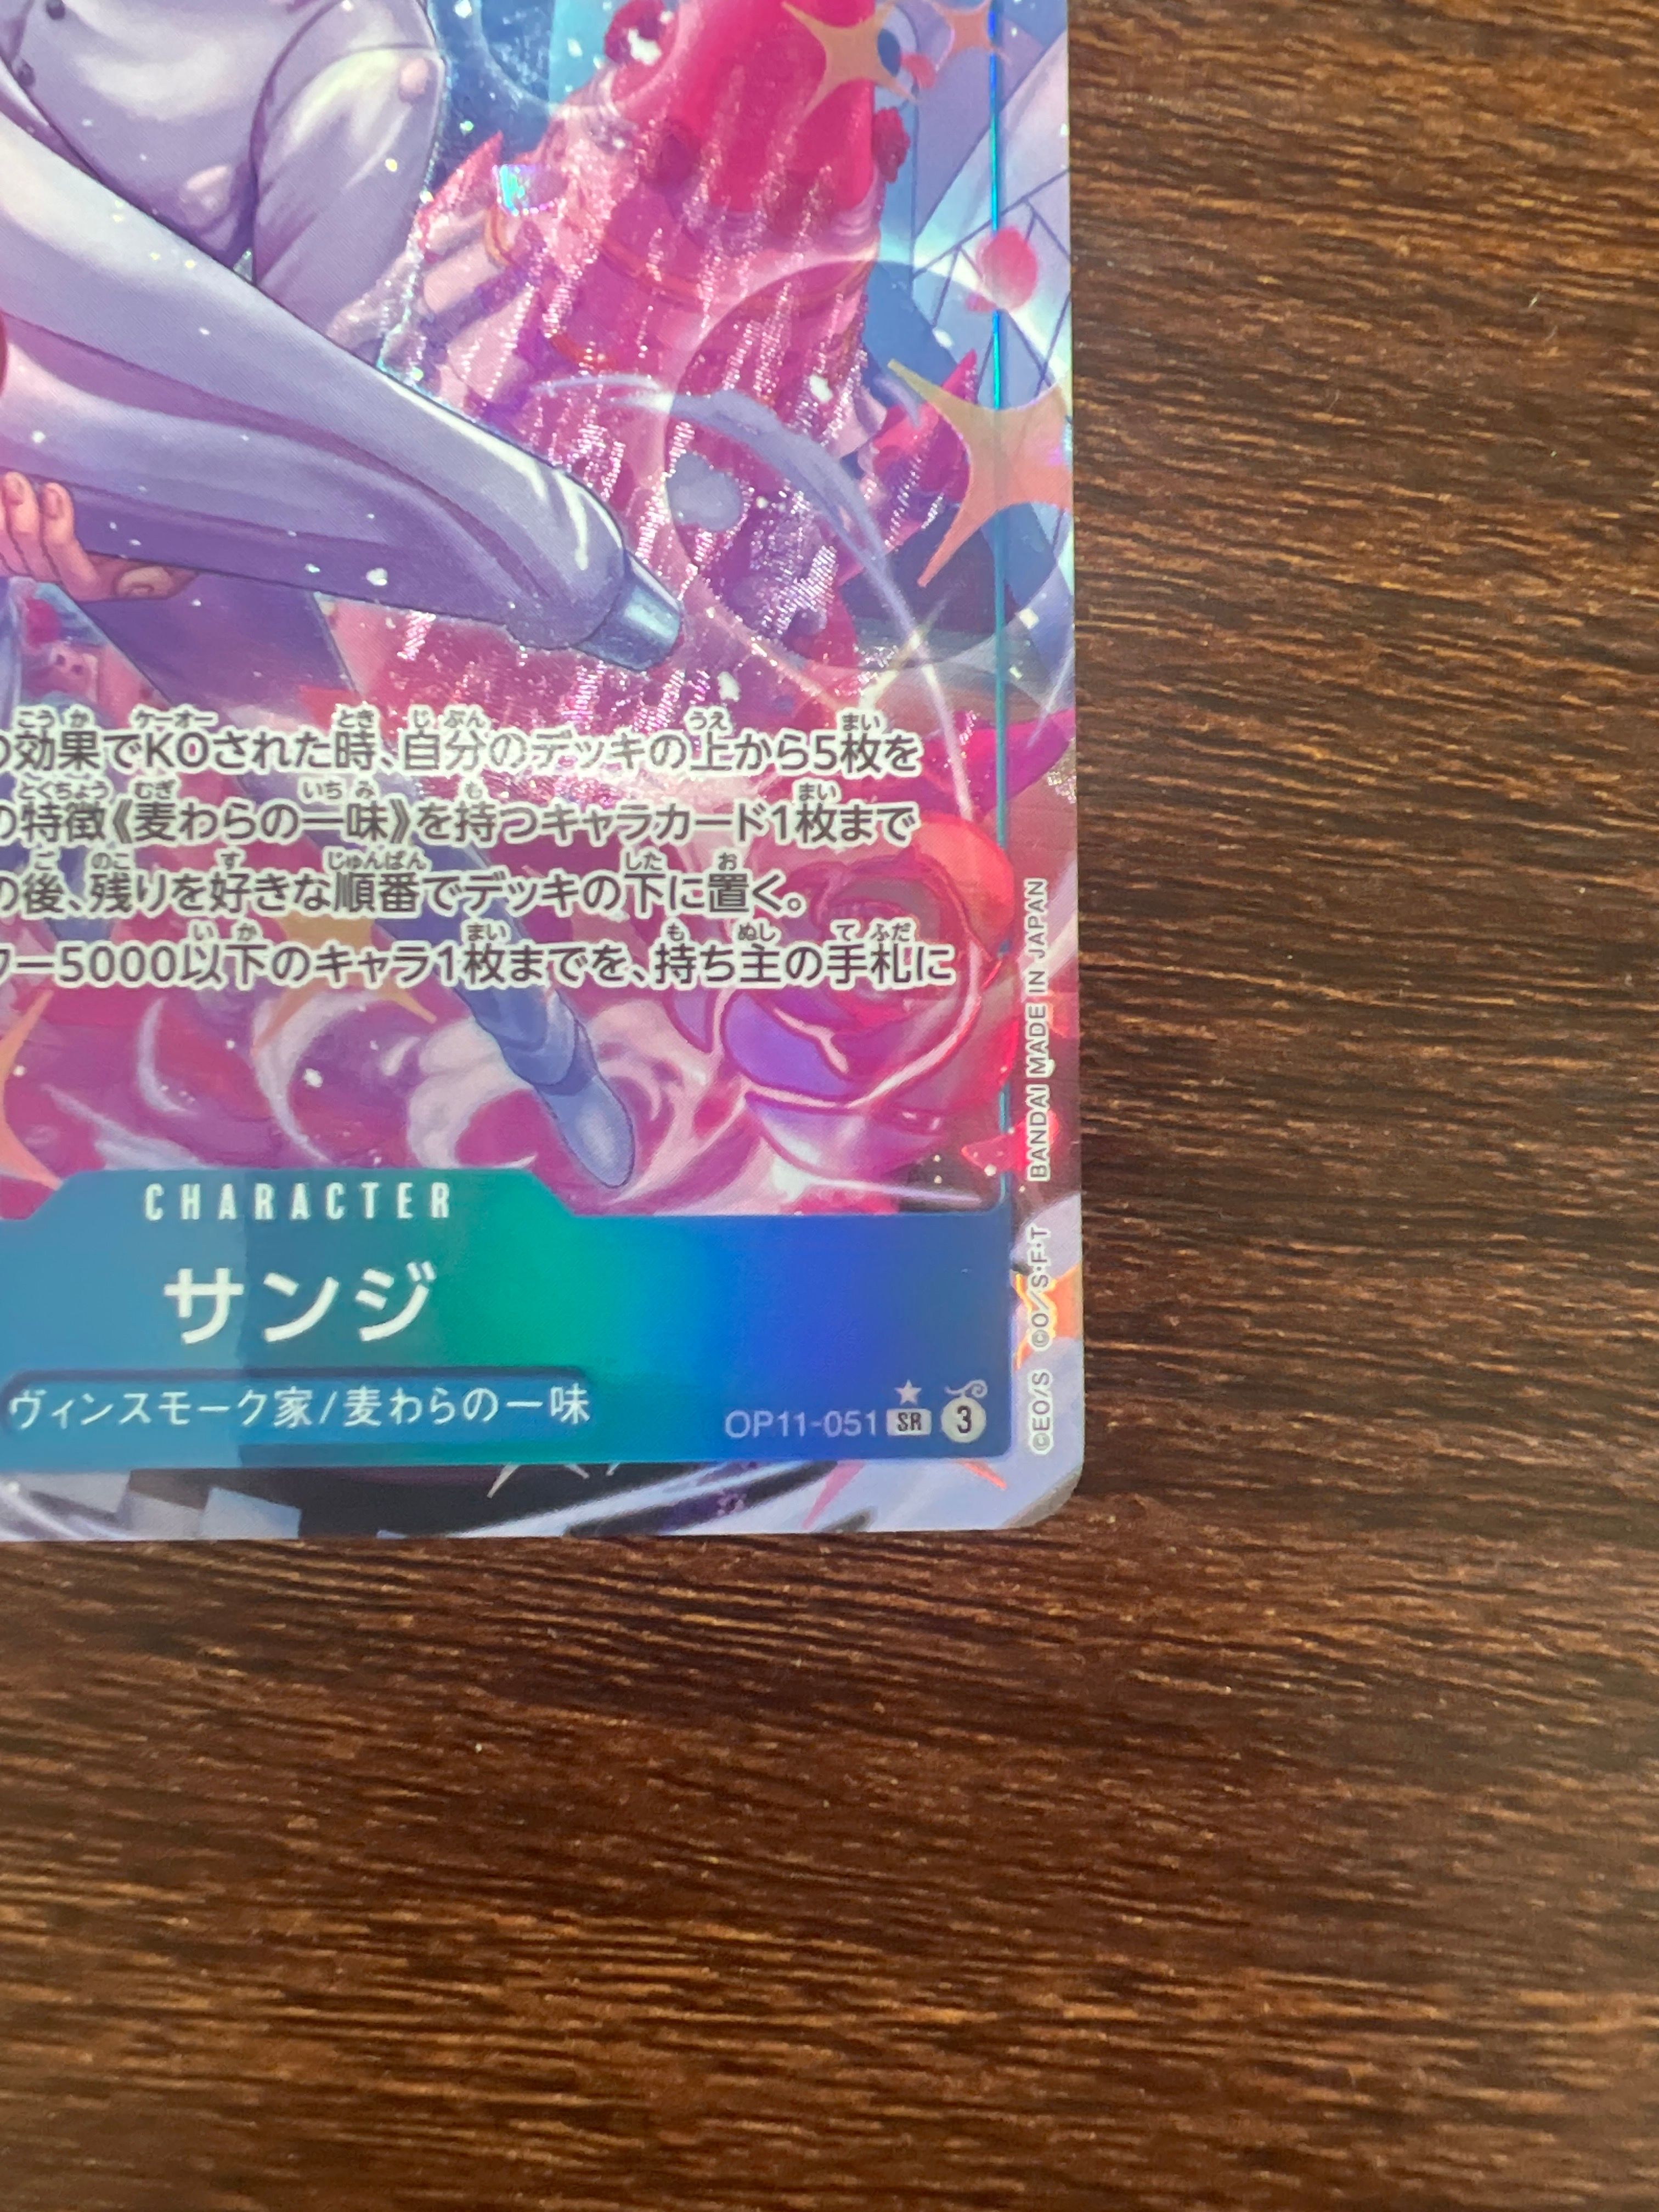 の効果でKOされた時、自分のデッキの上から5枚を
の特徴《麦わらの一味》を持つキャラカード1枚まで
の後、残りを好きな順番でデッキの下に置く。
ワー5000以下のキャラ1枚までを、持ち主の手札に
CHARACTER
サンジ
ヴィンスモーク家/麦わらの一味
OP11-051 SR 3
©EO/S ©O/S・F・T BANDAI MADE IN JAPAN